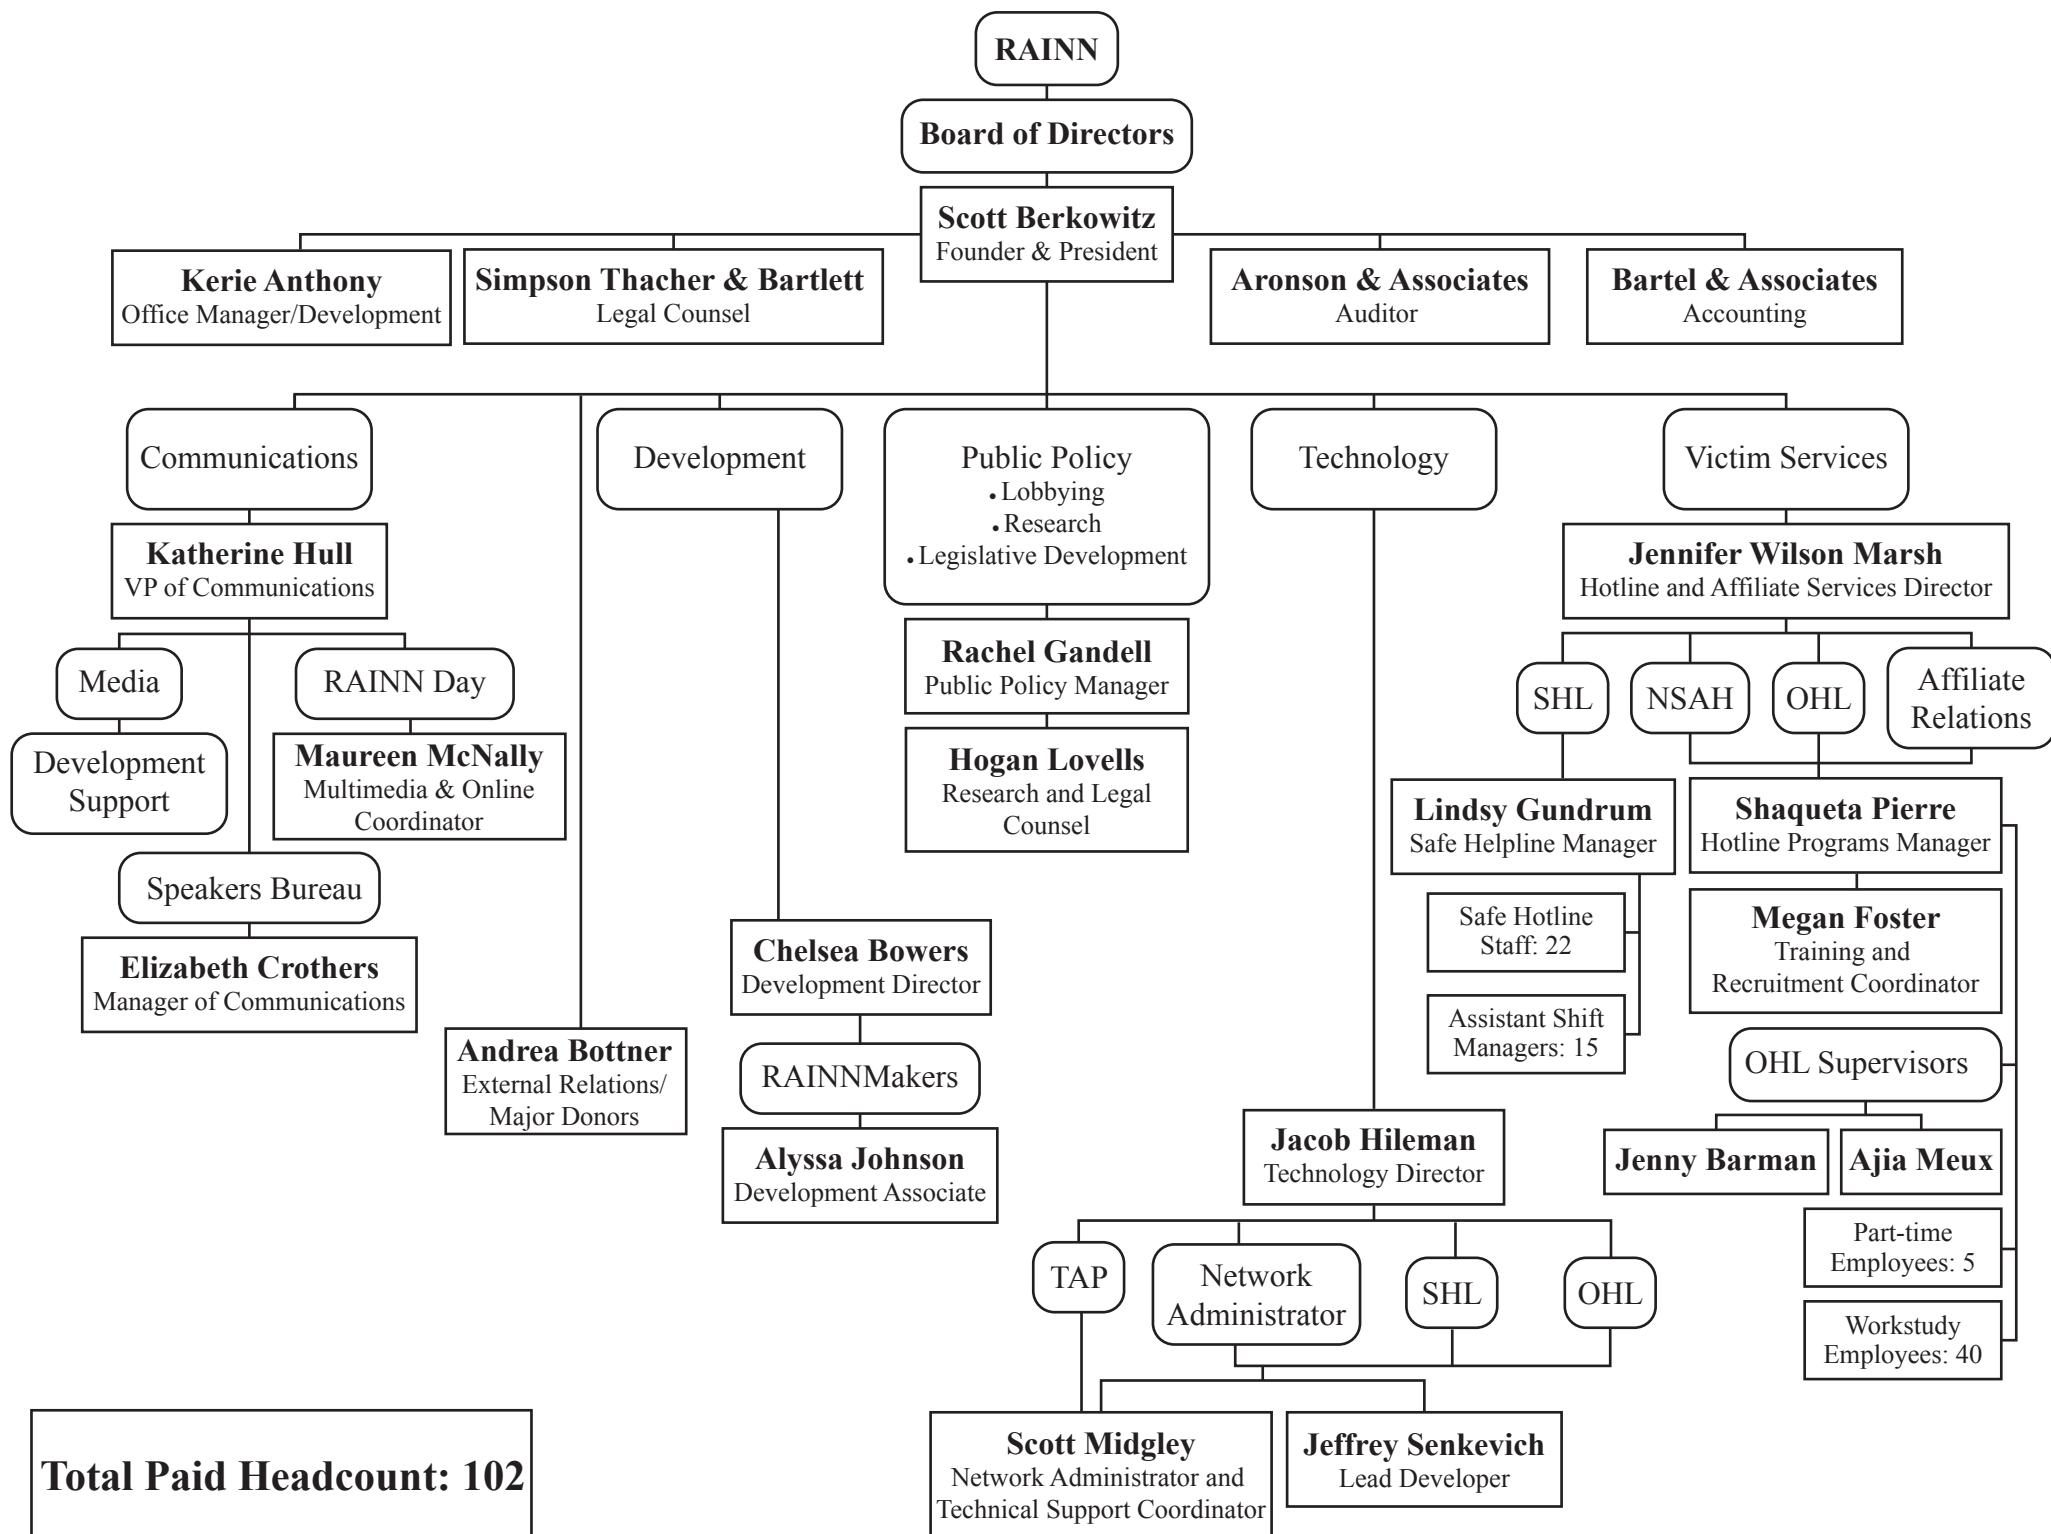 RAINN
Board of Directors
Scott Berkowitz
Founder & President
Kerie Anthony
Office Manager/Development
Simpson Thacher & Bartlett
Legal Counsel
Aronson & Associates
Auditor
Bartel & Associates
Accounting
Communications
Development
Public Policy
• Lobbying
• Research
• Legislative Development
Technology
Victim Services
Katherine Hull
VP of Communications
Media
Development
Support
RAINN Day
Maureen McNally
Multimedia & Online
Coordinator
Speakers Bureau
Elizabeth Crothers
Manager of Communications
Andrea Bottner
External Relations/
Major Donors
Chelsea Bowers
Development Director
RAINNMakers
Alyssa Johnson
Development Associate
Rachel Gandell
Public Policy Manager
Hogan Lovells
Research and Legal
Counsel
Jacob Hileman
Technology Director
TAP
Network
Administrator
SHL
OHL
Scott Midgley
Network Administrator and
Technical Support Coordinator
Jeffrey Senkevich
Lead Developer
Jennifer Wilson Marsh
Hotline and Affiliate Services Director
SHL
NSAH
OHL
Affiliate
Relations
Lindsy Gundrum
Safe Helpline Manager
Safe Hotline
Staff: 22
Assistant Shift
Managers: 15
Shaqueta Pierre
Hotline Programs Manager
Megan Foster
Training and
Recruitment Coordinator
OHL Supervisors
Jenny Barman
Ajia Meux
Part-time
Employees: 5
Workstudy
Employees: 40
Total Paid Headcount: 102